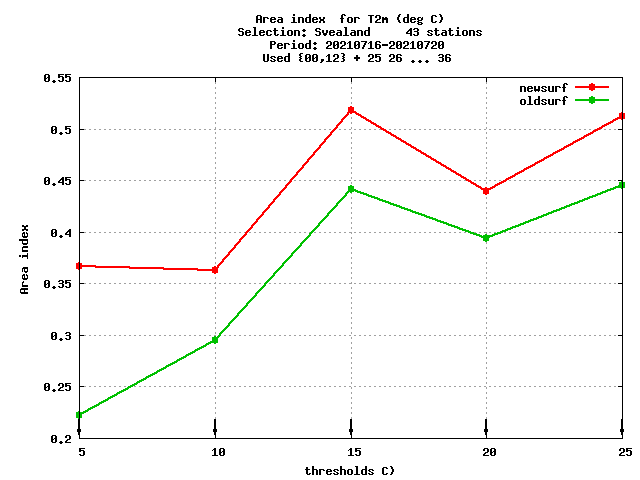 Area index  for T2m (deg C)
Selection: Svealand     43 stations
Period: 20210716-20210720
Used {00,12} + 25 26 ... 36
newsurf
oldsurf
0.55
0.5
0.45
0.4
0.35
0.3
0.25
0.2
Area index
5 10 15 20 25
thresholds C)